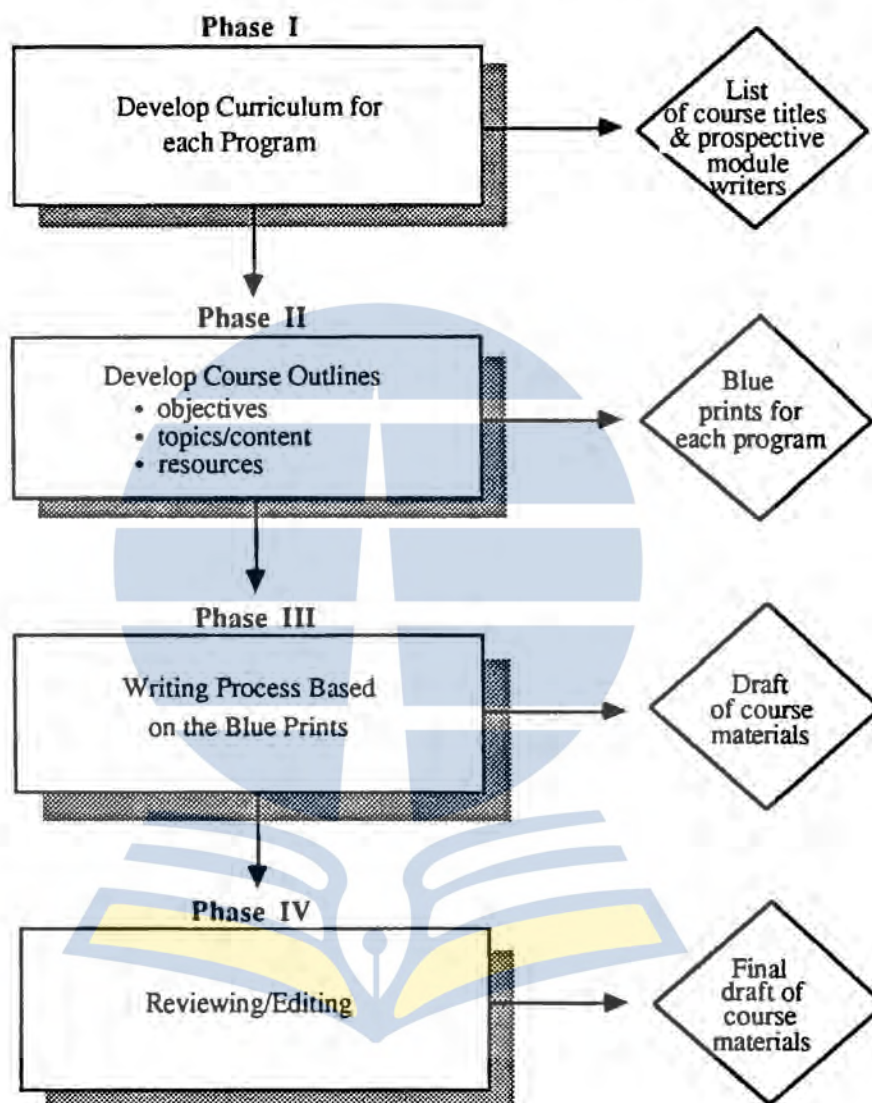 Phase I
Develop Curriculum for
each Program
List
of course titles
& prospective
module
writers
Phase II
Develop Course Outlines
• objectives
• topics/content
• resources
Blue
prints for
each program
Phase III
Writing Process Based
on the Blue Prints
Draft
of course
materials
Phase IV
Reviewing/Editing
Final
draft of
course
materials